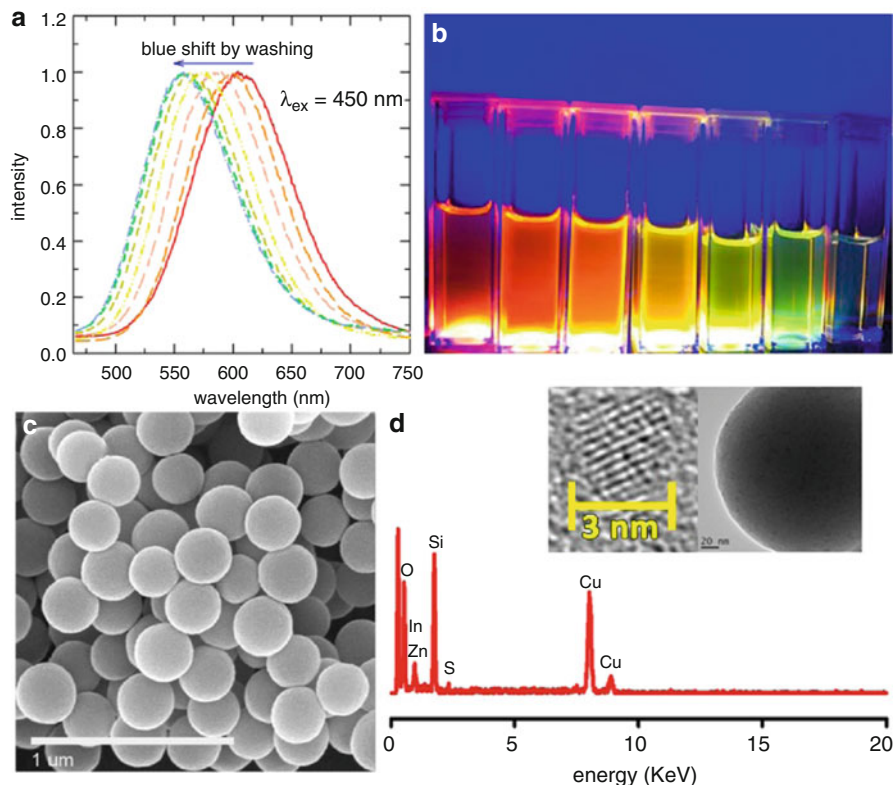 a
blue shift by washing
λex = 450 nm
1.0
0.8
0.6
0.4
0.2
0.0
intensity
500 550 600 650 700 750
wavelength (nm)
b
c
1 um
d
3 nm
20 nm
Si
O
In
Zn
S
Cu
Cu
0 5 10 15 20
energy (KeV)